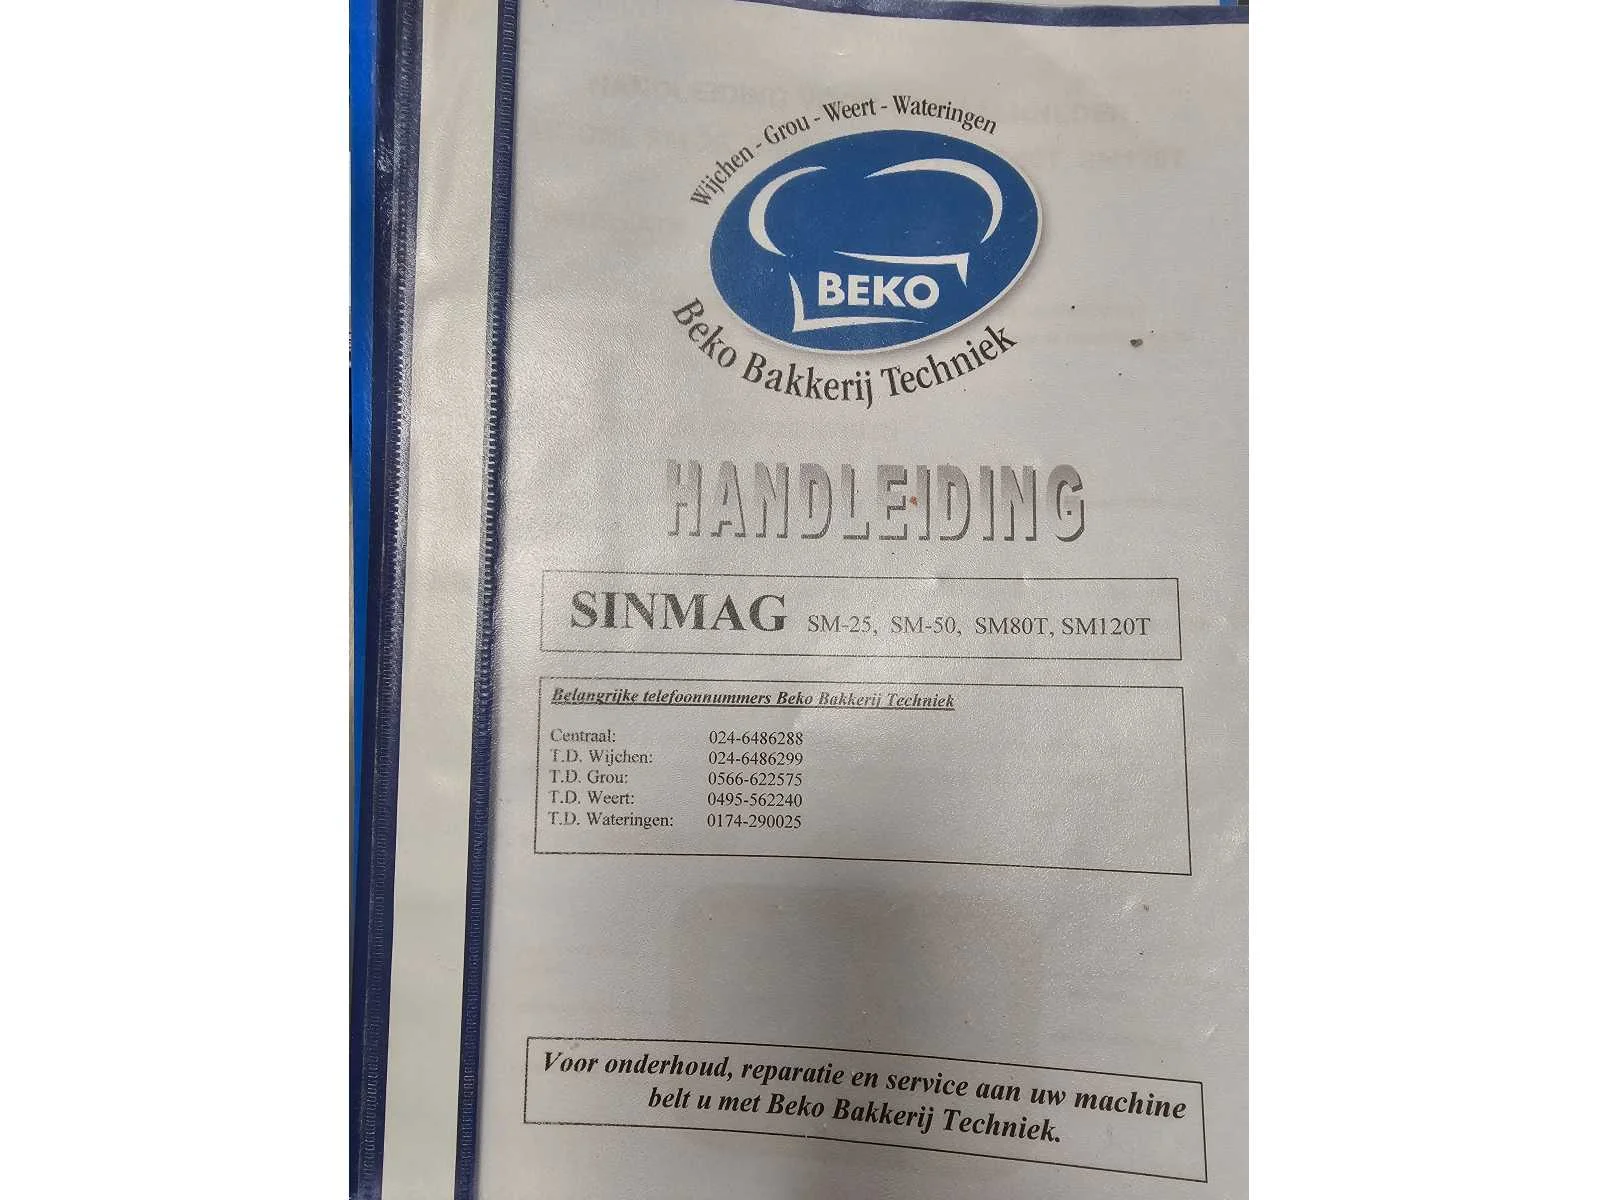 Wijchen - Grou - Weert - Wateringen
BEKO
Beko Bakkerij Techniek
HANDLEIDING
SINMAG SM-25, SM-50, SM80T, SM120T
Belangrijke telefoonnummers Beko Bakkerij Techniek
Centraal: 024-6486288
T.D. Wijchen: 024-6486299
T.D. Grou: 0566-622575
T.D. Weert: 0495-562240
T.D. Wateringen: 0174-290025
Voor onderhoud, reparatie en service aan uw machine
belt u met Beko Bakkerij Techniek.